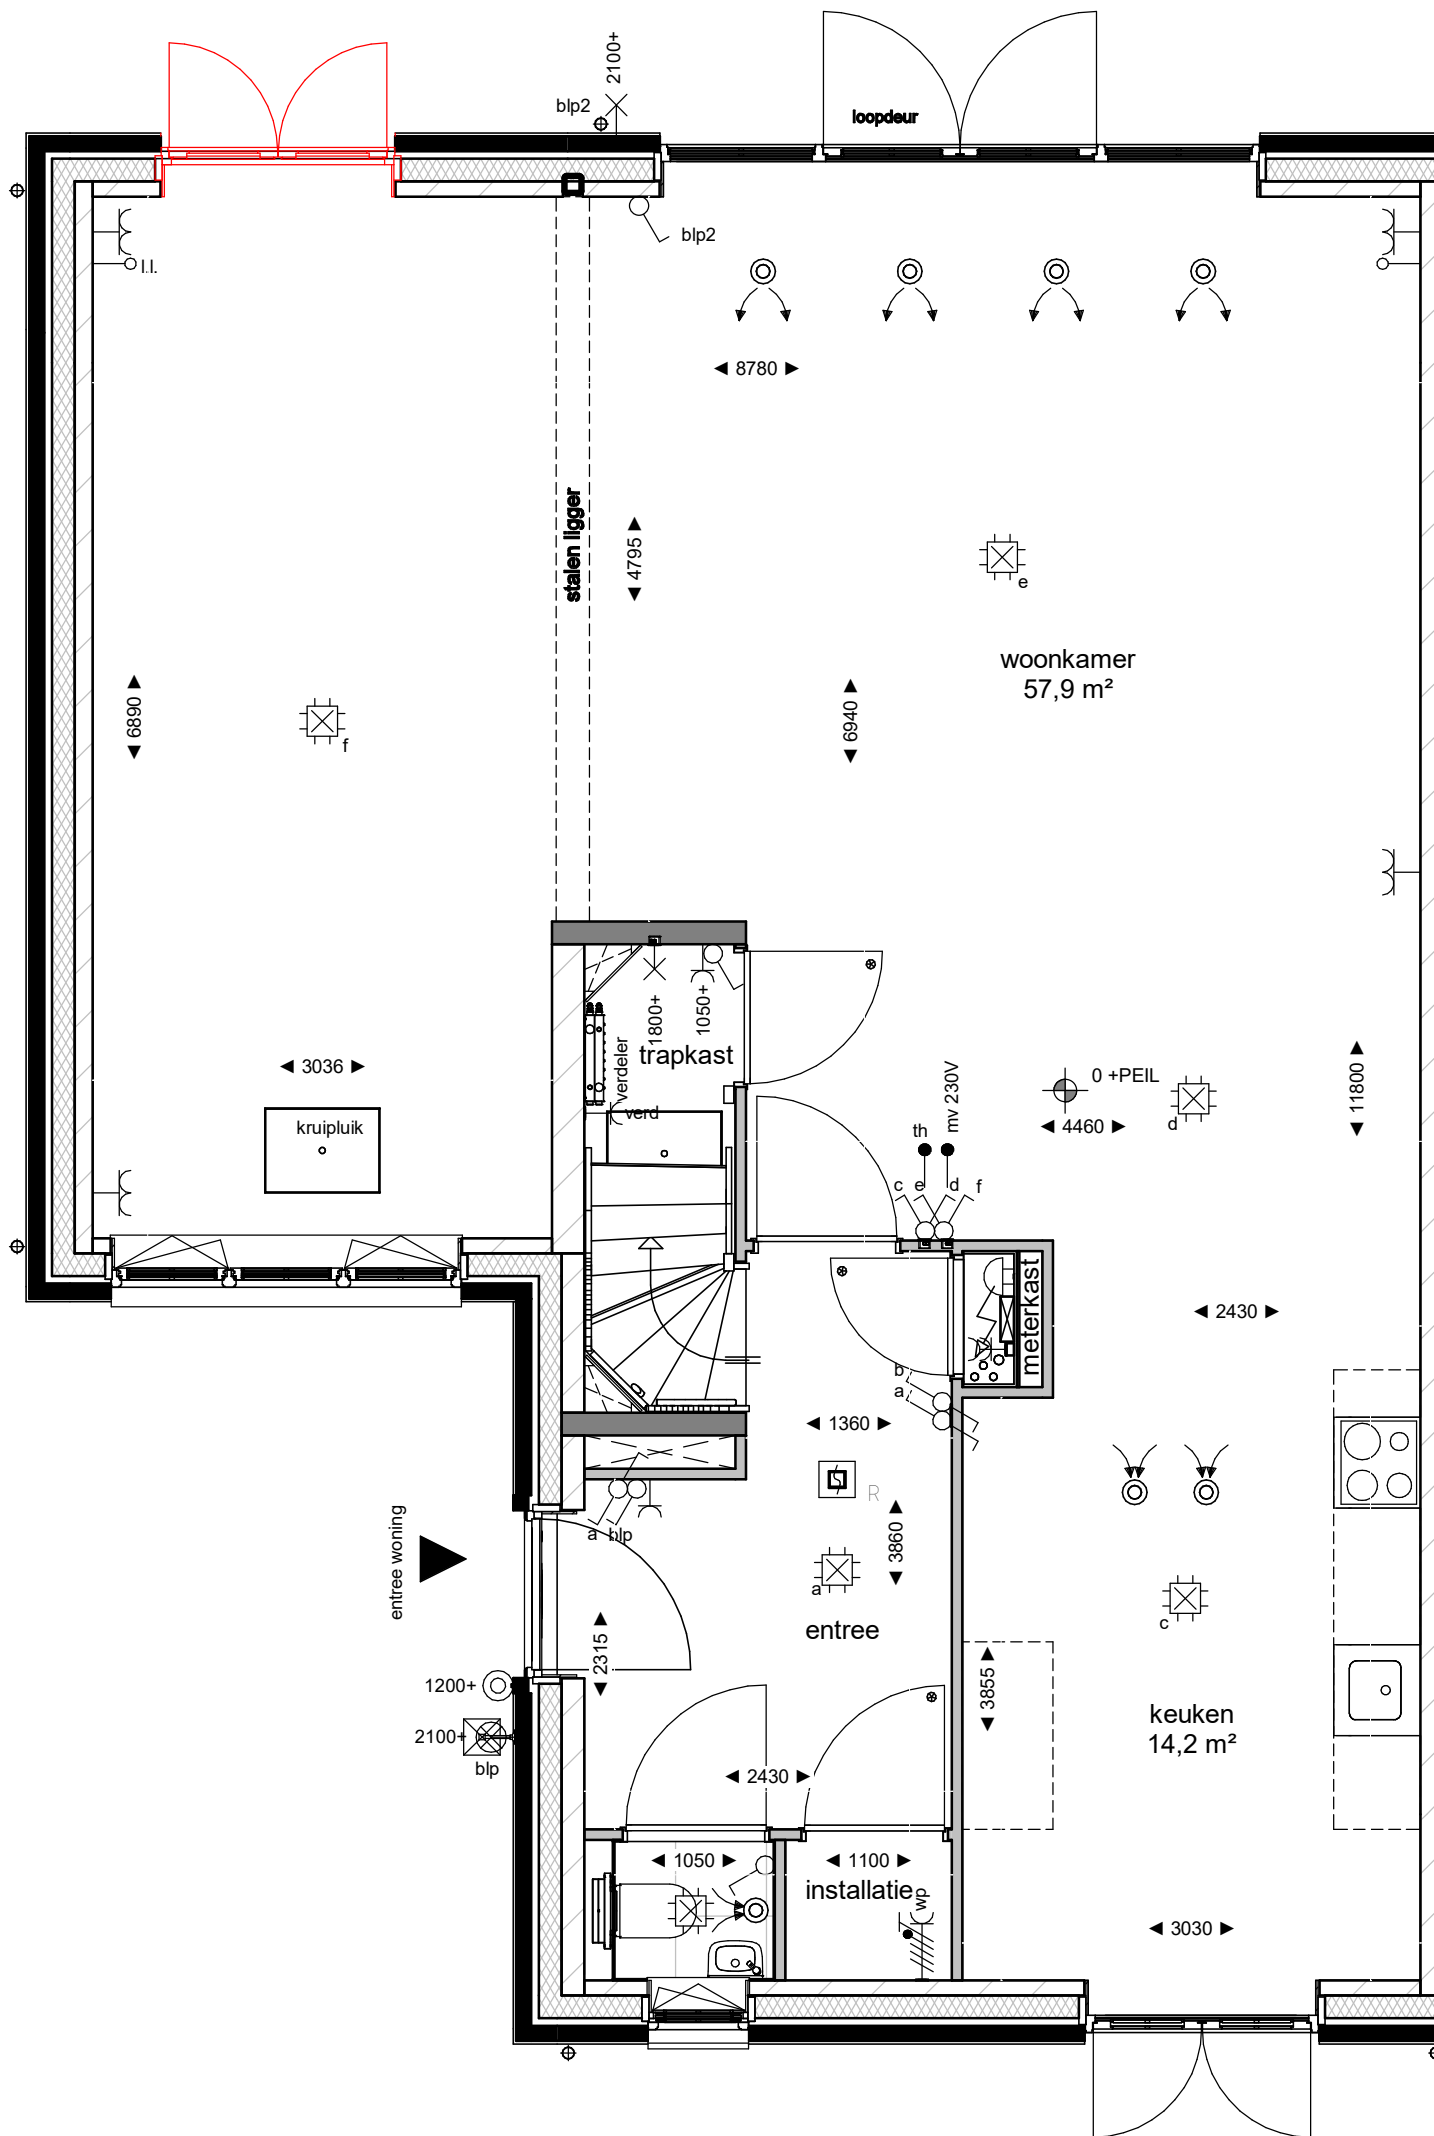 2100+
blp2
loopdeur
blp2
l.l.
◄ 8780 ►
stalen ligger
◄ 4795 ►
e
woonkamer
57,9 m²
◄ 6890 ►
f
◄ 6940 ►
1800+
1050+
trapkast
verdeler
verd
◄ 3036 ►
kruipluik
0 +PEIL
d
◄ 4460 ►
◄ 11800 ►
th
mv 230V
c e d f
meterkast
◄ 2430 ►
b
a
◄ 1360 ►
R
a blp
entree woning
◄ 3860 ►
a
entree
c
◄ 2315 ►
◄ 3855 ►
1200+
2100+
blp
keuken
14,2 m²
◄ 2430 ►
◄ 1050 ►
◄ 1100 ►
installatie
wp
◄ 3030 ►